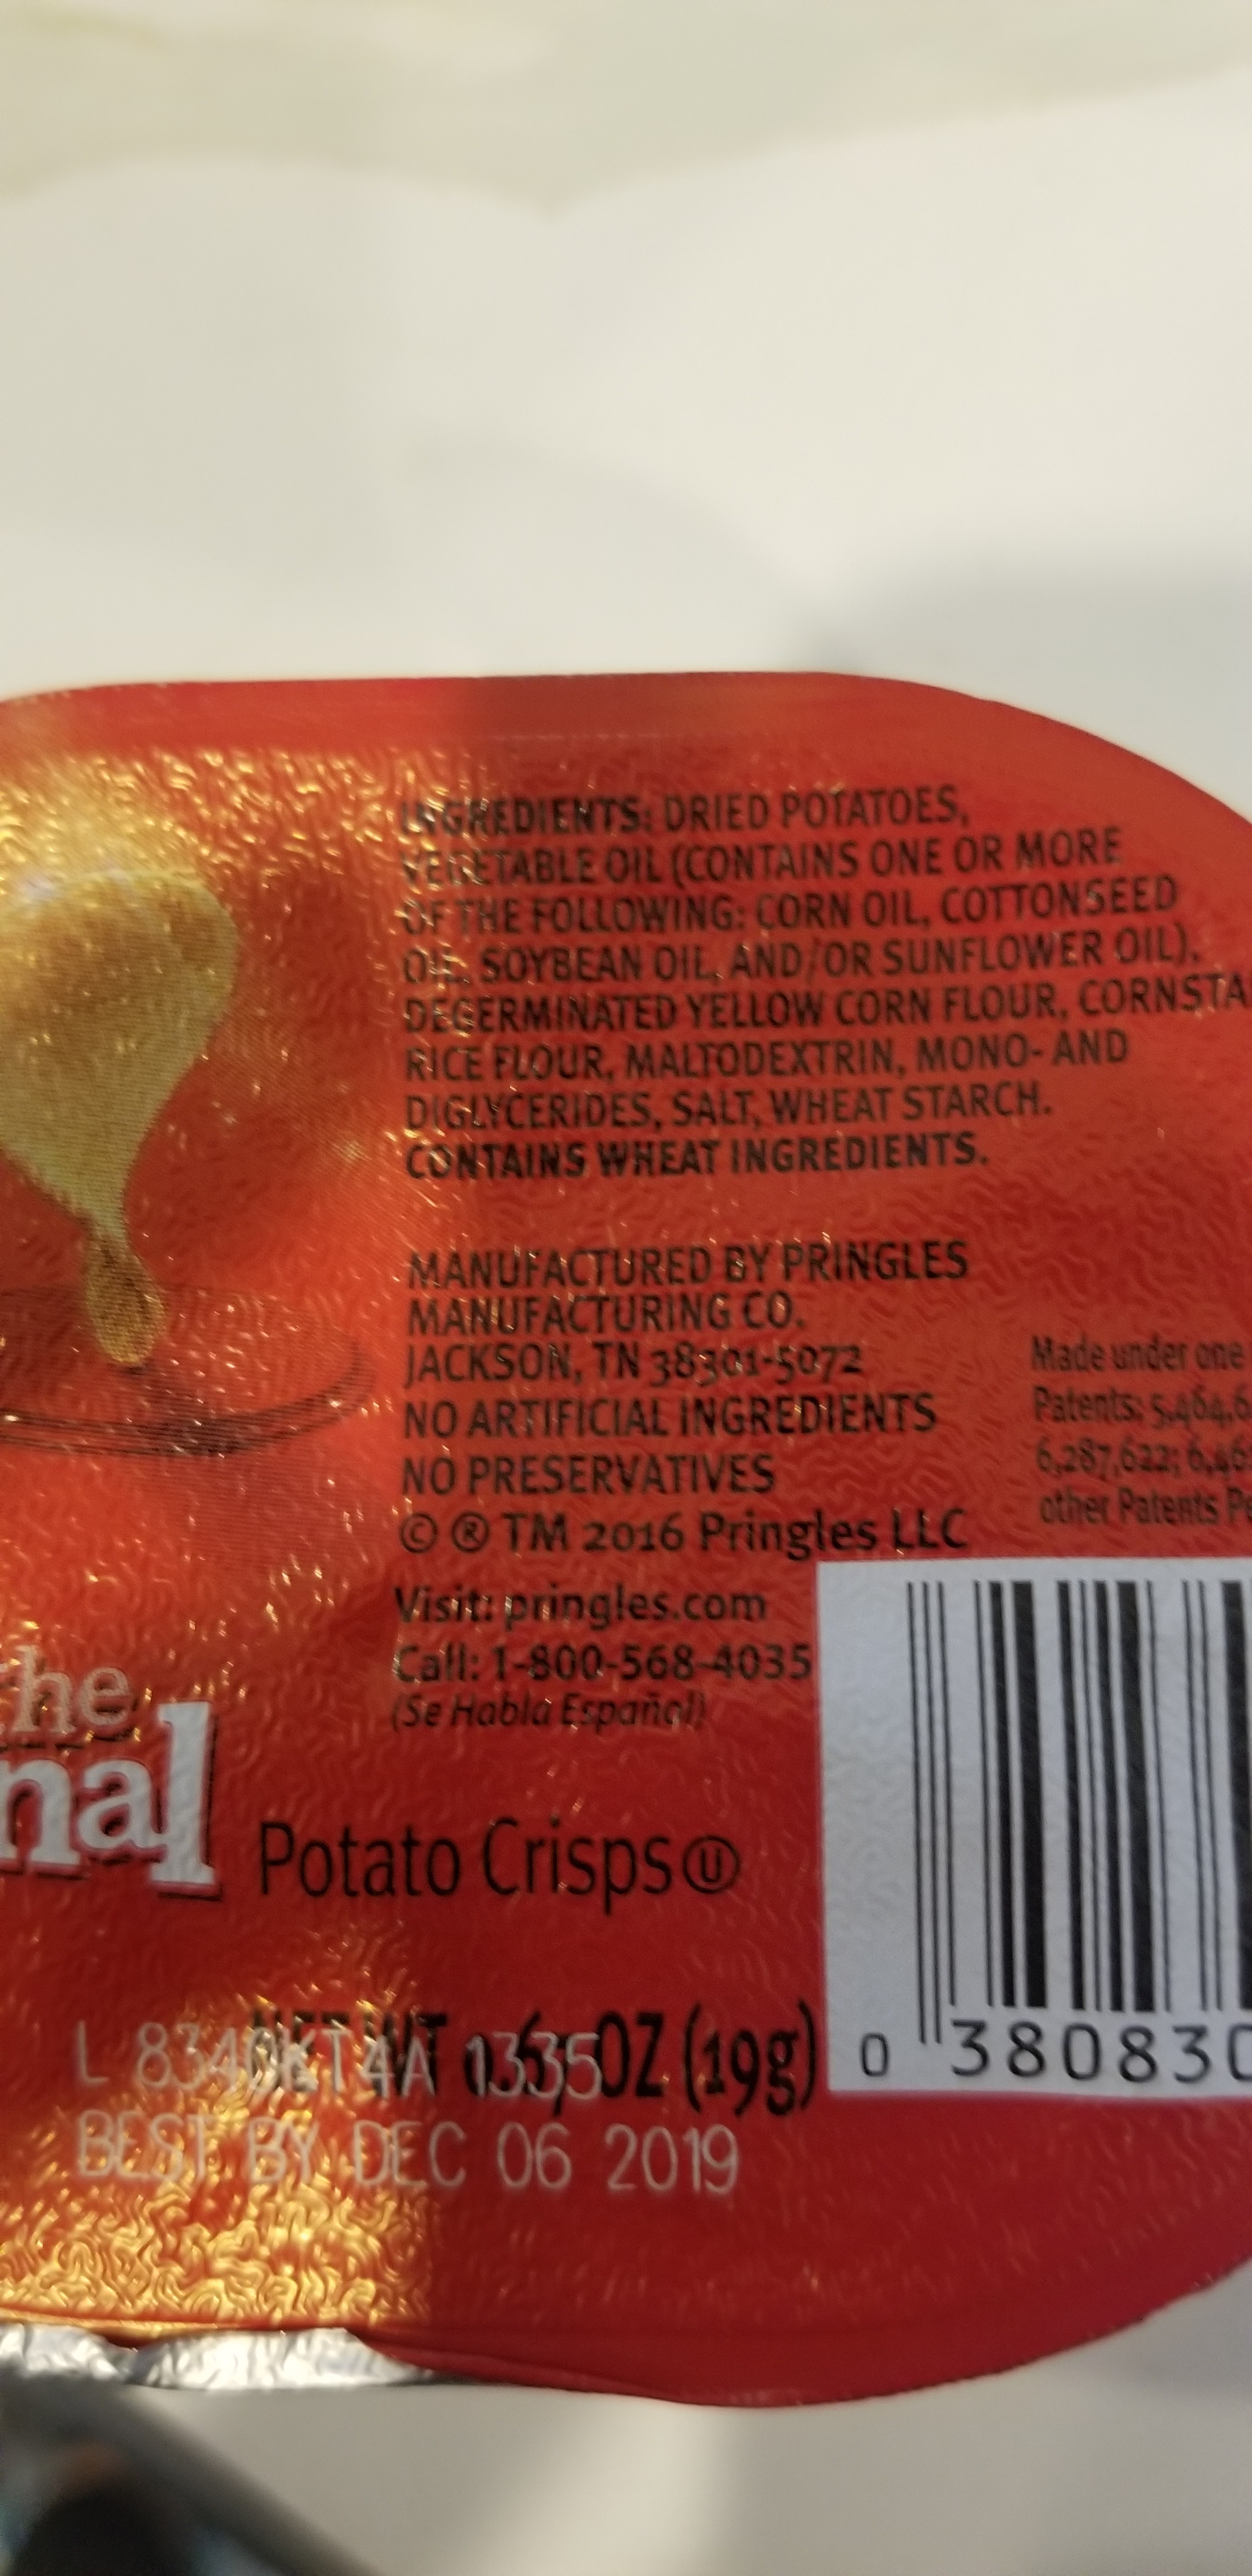 INGREDIENTS: DRIED POTATOES,
VEGETABLE OIL (CONTAINS ONE OR MORE
OF THE FOLLOWING: CORN OIL, COTTONSEED
OIL, SOYBEAN OIL, AND/OR SUNFLOWER OIL),
DEGERMINATED YELLOW CORN FLOUR, CORNSTA
RICE FLOUR, MALTODEXTRIN, MONO- AND
DIGLYCERIDES, SALT, WHEAT STARCH.
CONTAINS WHEAT INGREDIENTS.
MANUFACTURED BY PRINGLES
MANUFACTURING CO.
JACKSON, TN 38301-5072
NO ARTIFICIAL INGREDIENTS
NO PRESERVATIVES
© ® TM 2016 Pringles LLC
Visit: pringles.com
Call: 1-800-568-4035
(Se Habla Español)
Made under one
Patents: 5,464,6
6,287,622; 6,46
other Patents P
he
nal
Potato Crisps Ⓤ
NET WT 0.67 OZ (19g)
L 8340KT4A 1335
BEST BY DEC 06 2019
0 380830